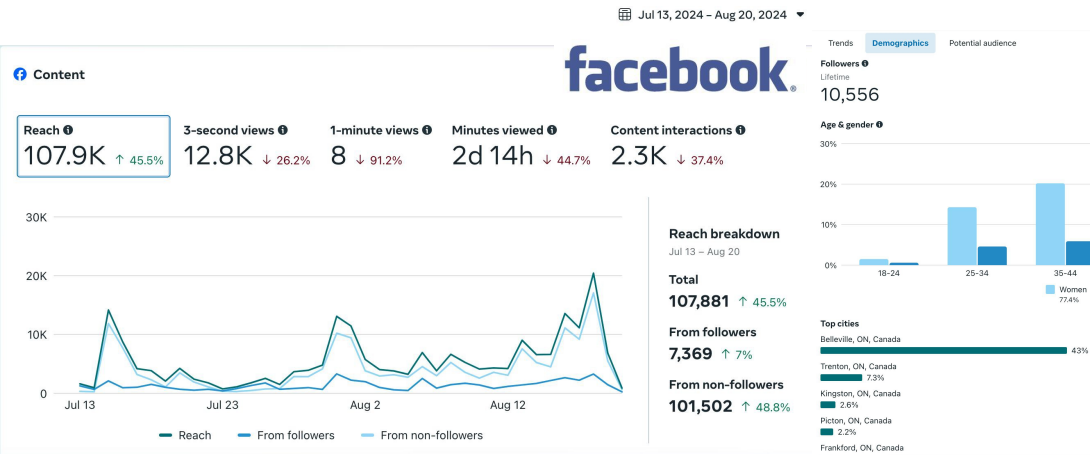 Jul 13, 2024 – Aug 20, 2024
Content
facebook®
Reach
107.9K ↑ 45.5%
3-second views
12.8K ↓ 26.2%
1-minute views
8 ↓ 91.2%
Minutes viewed
2d 14h ↓ 44.7%
Content interactions
2.3K ↓ 37.4%
30K
20K
10K
0
Jul 13
Jul 23
Aug 2
Aug 12
Reach
From followers
From non-followers
Reach breakdown
Jul 13 – Aug 20
Total
107,881 ↑ 45.5%
From followers
7,369 ↑ 7%
From non-followers
101,502 ↑ 48.8%
Trends
Demographics
Potential audience
Followers
Lifetime
10,556
Age & gender
30%
20%
10%
0%
18-24
25-34
35-44
Women
77.4%
Top cities
Belleville, ON, Canada
43%
Trenton, ON, Canada
7.3%
Kingston, ON, Canada
2.6%
Picton, ON, Canada
2.2%
Frankford, ON, Canada